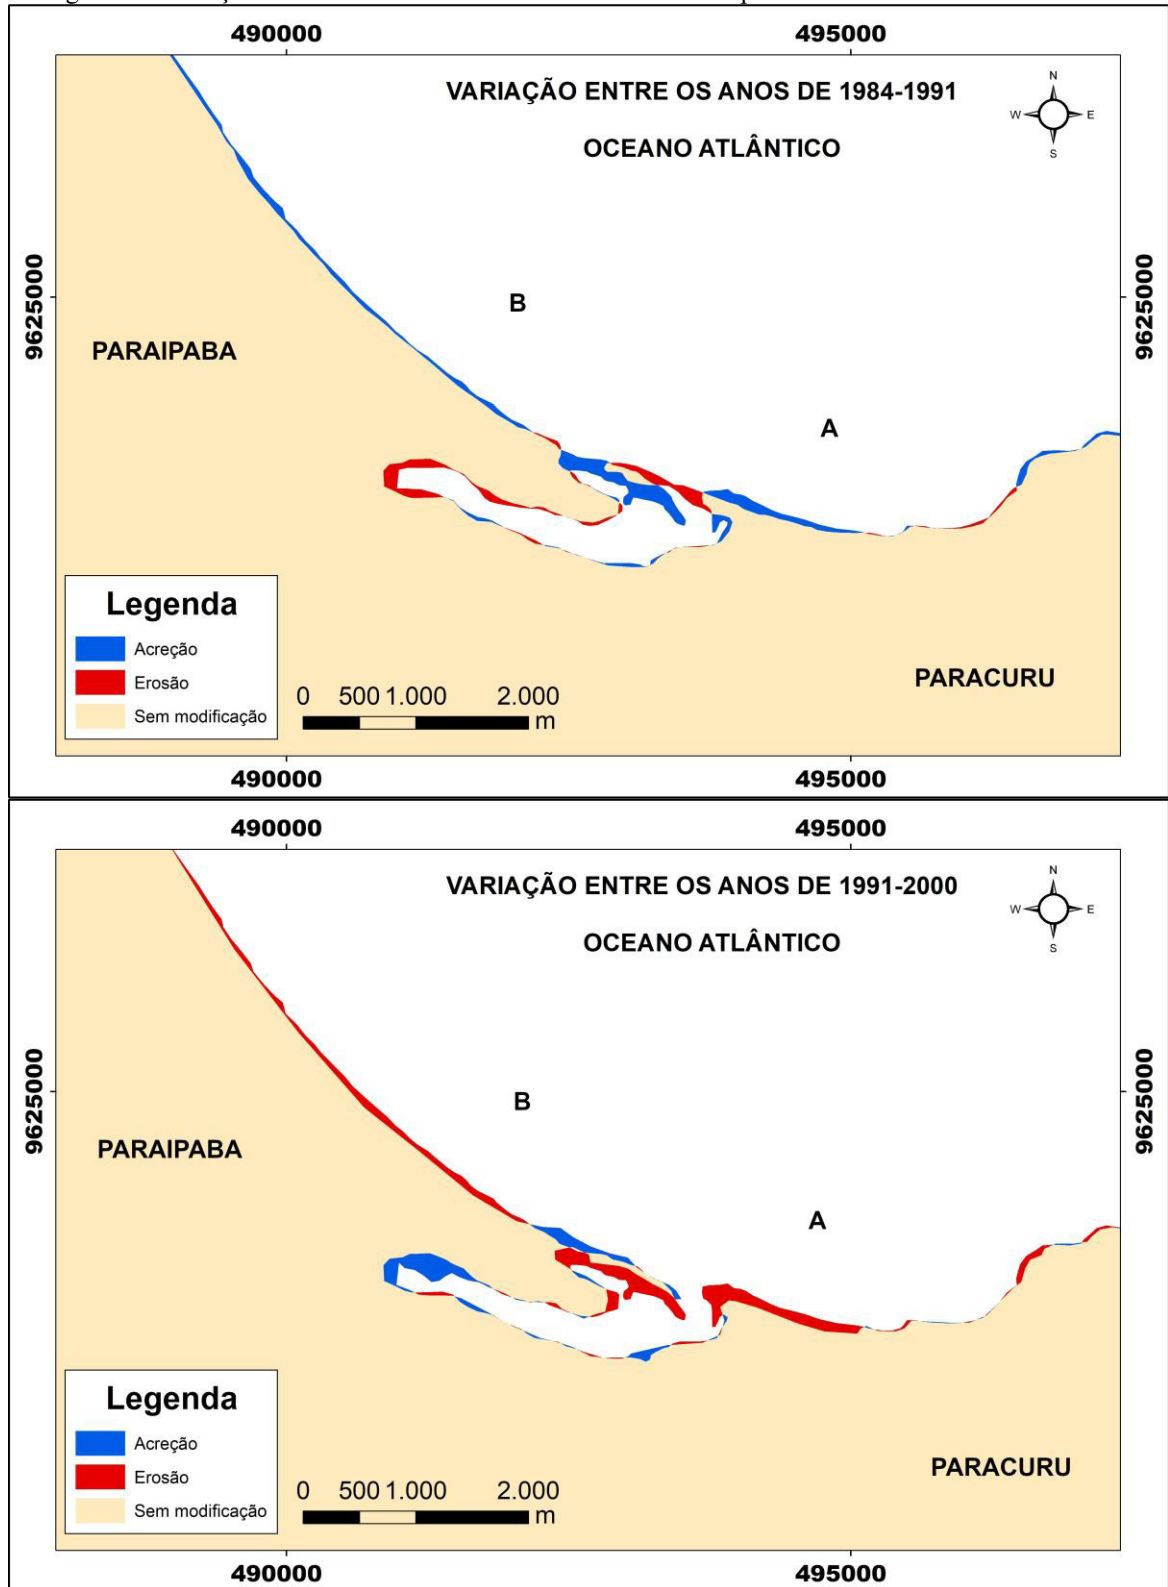 490000 495000
VARIAÇÃO ENTRE OS ANOS DE 1984-1991
N
W E
S
OCEANO ATLÂNTICO
9625000
9625000
B
PARAIPABA
A
Legenda
Acreção
Erosão
Sem modificação
PARACURU
0 500 1.000 2.000
m
490000 495000
490000 495000
VARIAÇÃO ENTRE OS ANOS DE 1991-2000
N
W E
S
OCEANO ATLÂNTICO
9625000
9625000
B
PARAIPABA
A
Legenda
Acreção
Erosão
Sem modificação
PARACURU
0 500 1.000 2.000
m
490000 495000